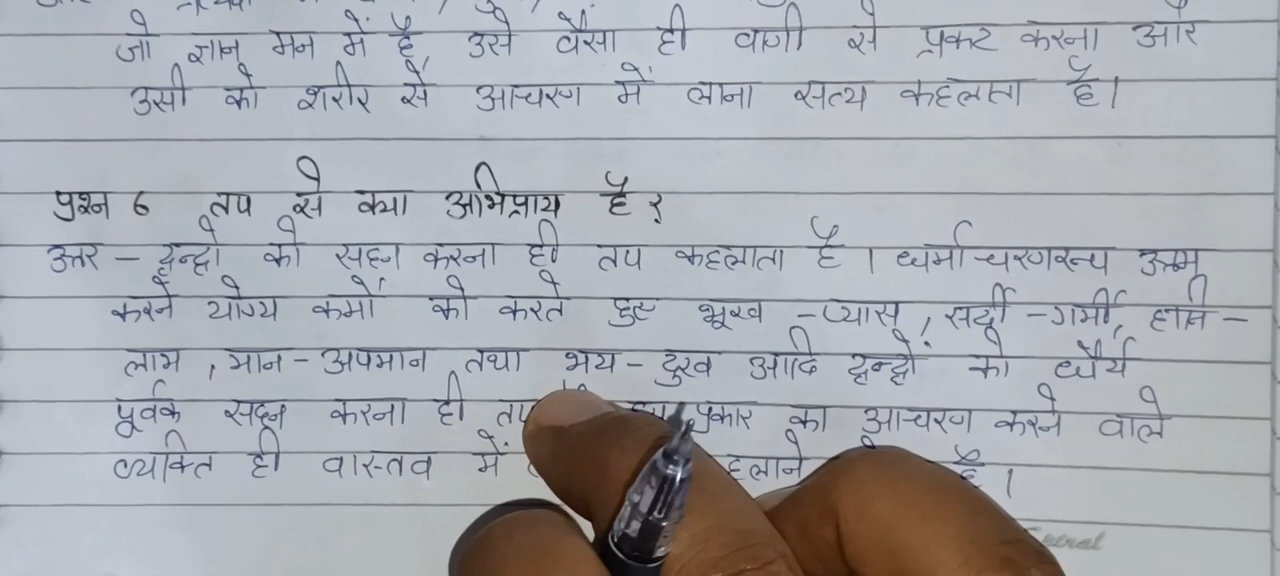 जो ज्ञान मन में है, उसे वैसा ही वाणी से प्रकट करना और
उसी को शरीर से आचरण में लाना सत्य कहलाता है।
प्रश्न 6 तप से क्या अभिप्राय है?
उत्तर - द्वन्द्वो को सहन करना ही तप कहलाता है। धर्माचरणरूप उत्तम
करने योग्य कर्मों को करते हुए भूख - प्यास, सर्दी - गर्मी, हानि -
लाभ, मान - अपमान तथा भय - दुख आदि द्वन्द्वो को धैर्य
पूर्वक सहन करना ही प्रकार का आचरण करने वाले
व्यक्ति ही वास्तव में है।